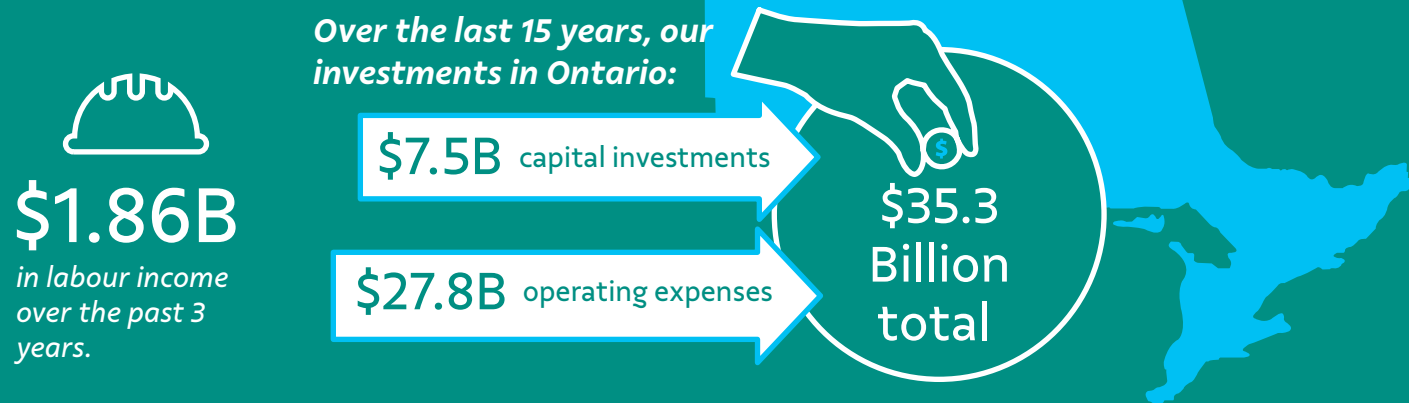 $1.86B
in labour income
over the past 3
years.
Over the last 15 years, our
investments in Ontario:
$7.5B capital investments
$27.8B operating expenses
$
$35.3
Billion
total